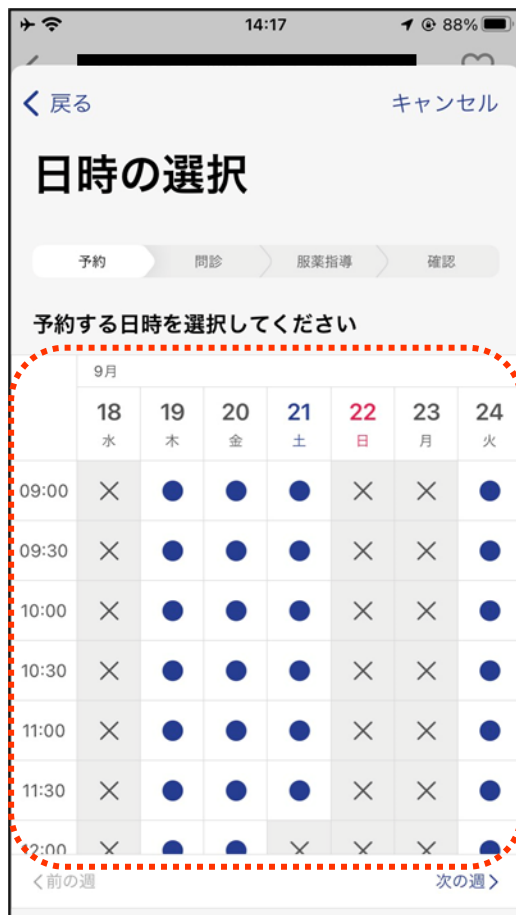 14:17 88%
戻る キャンセル
日時の選択
予約 問診 服薬指導 確認
予約する日時を選択してください
9月
18 19 20 21 22 23 24
水 木 金 土 日 月 火
09:00 × ● ● ● × × ●
09:30 × ● ● ● × × ●
10:00 × ● ● ● × × ●
10:30 × ● ● ● × × ●
11:00 × ● ● ● × × ●
11:30 × ● ● ● × × ●
2:00 × ● ● × × × ●
前の週 次の週